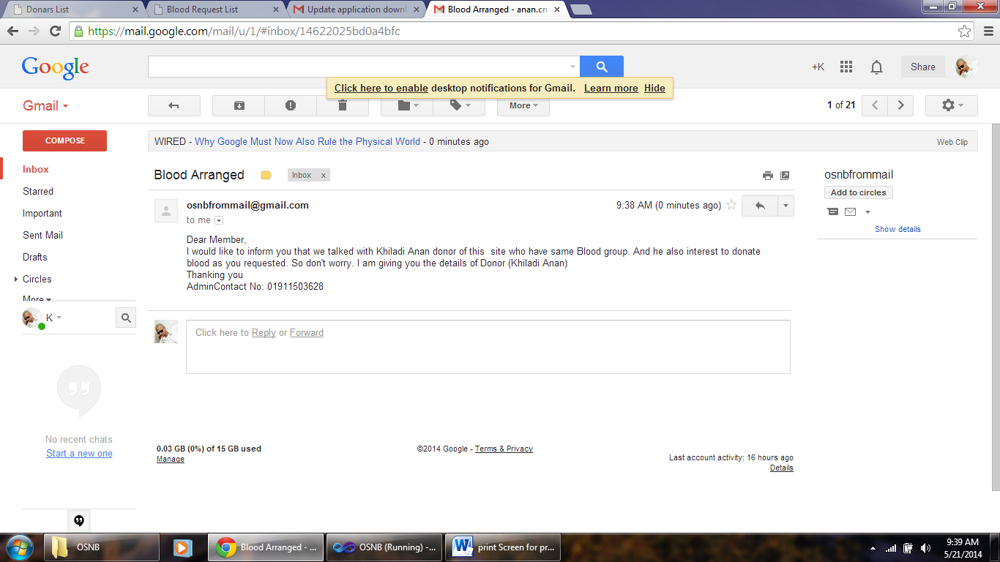 Donars List
Blood Request List
Update application downl
Blood Arranged - anan.cn
https://mail.google.com/mail/u/1/#inbox/14622025bd0a4bfc
Google
+K
Share
Click here to enable desktop notifications for Gmail. Learn more Hide
Gmail
More
1 of 21
COMPOSE
WIRED - Why Google Must Now Also Rule the Physical World - 0 minutes ago
Web Clip
Inbox
Starred
Important
Sent Mail
Drafts
Circles
More
K
Blood Arranged
Inbox x
osnbfrommail@gmail.com
9:38 AM (0 minutes ago)
to me
Dear Member,
I would like to inform you that we talked with Khiladi Anan donor of this  site who have same Blood group. And he also interest to donate
blood as you requested. So don't worry. I am giving you the details of Donor (Khiladi Anan)
Thanking you
AdminContact No: 01911503628
Click here to Reply or Forward
osnbfrommail
Add to circles
Show details
No recent chats
Start a new one
0.03 GB (0%) of 15 GB used
Manage
©2014 Google - Terms & Privacy
Last account activity: 16 hours ago
Details
OSNB
Blood Arranged - ...
OSNB (Running) -...
print Screen for pr...
9:39 AM
5/21/2014